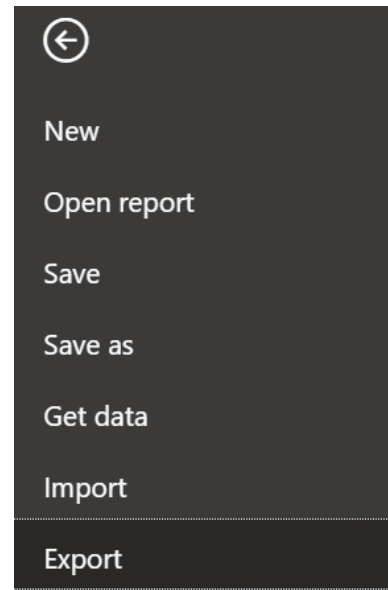 New
Open report
Save
Save as
Get data
Import
Export